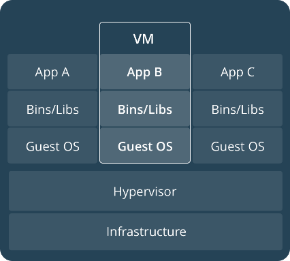 VM
App A App B App C
Bins/Libs Bins/Libs Bins/Libs
Guest OS Guest OS Guest OS
Hypervisor
Infrastructure